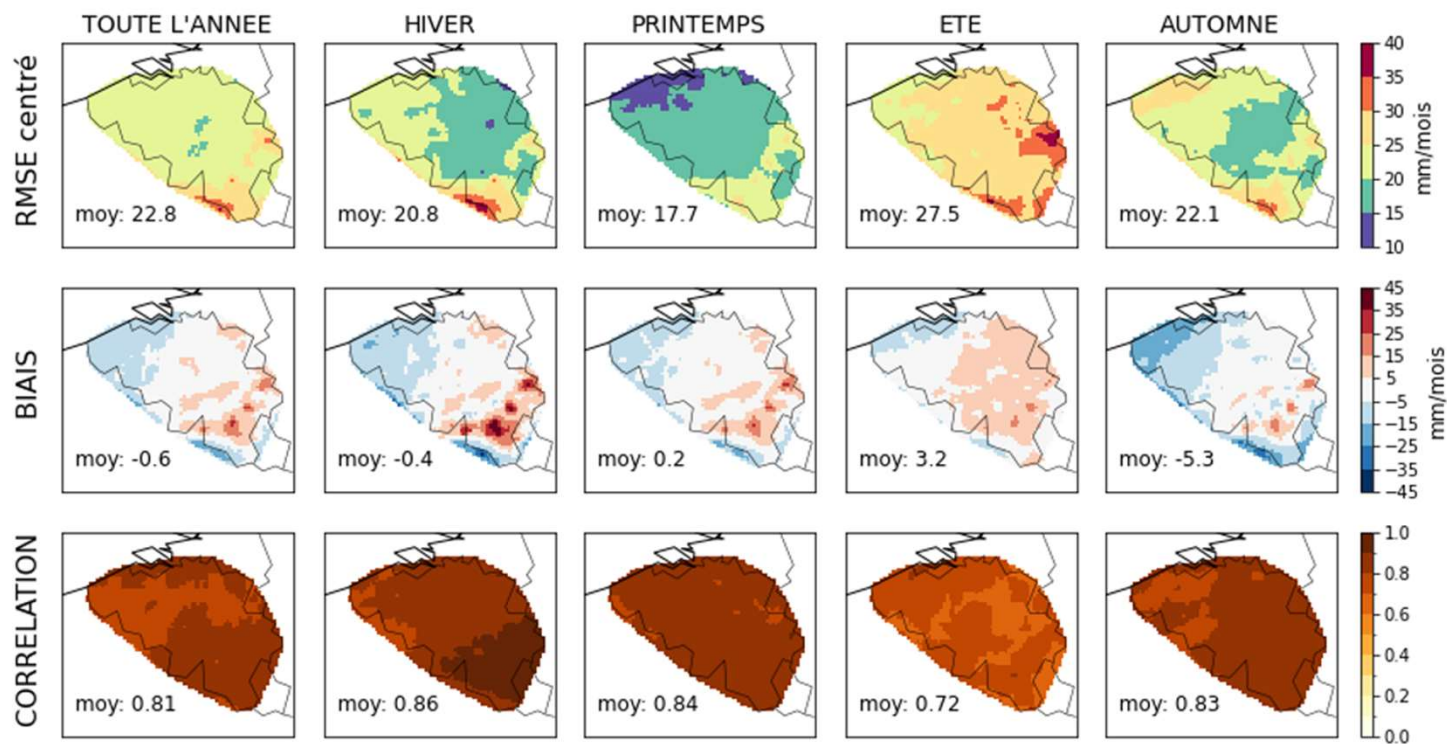 TOUTE L'ANNEE
HIVER
PRINTEMPS
ETE
AUTOMNE
RMSE centré
moy: 22.8
moy: 20.8
moy: 17.7
moy: 27.5
moy: 22.1
40
35
30
25
20
15
10
mm/mois
BIAIS
moy: -0.6
moy: -0.4
moy: 0.2
moy: 3.2
moy: -5.3
45
35
25
15
5
−5
−15
−25
−35
−45
mm/mois
CORRELATION
moy: 0.81
moy: 0.86
moy: 0.84
moy: 0.72
moy: 0.83
1.0
0.8
0.6
0.4
0.2
0.0